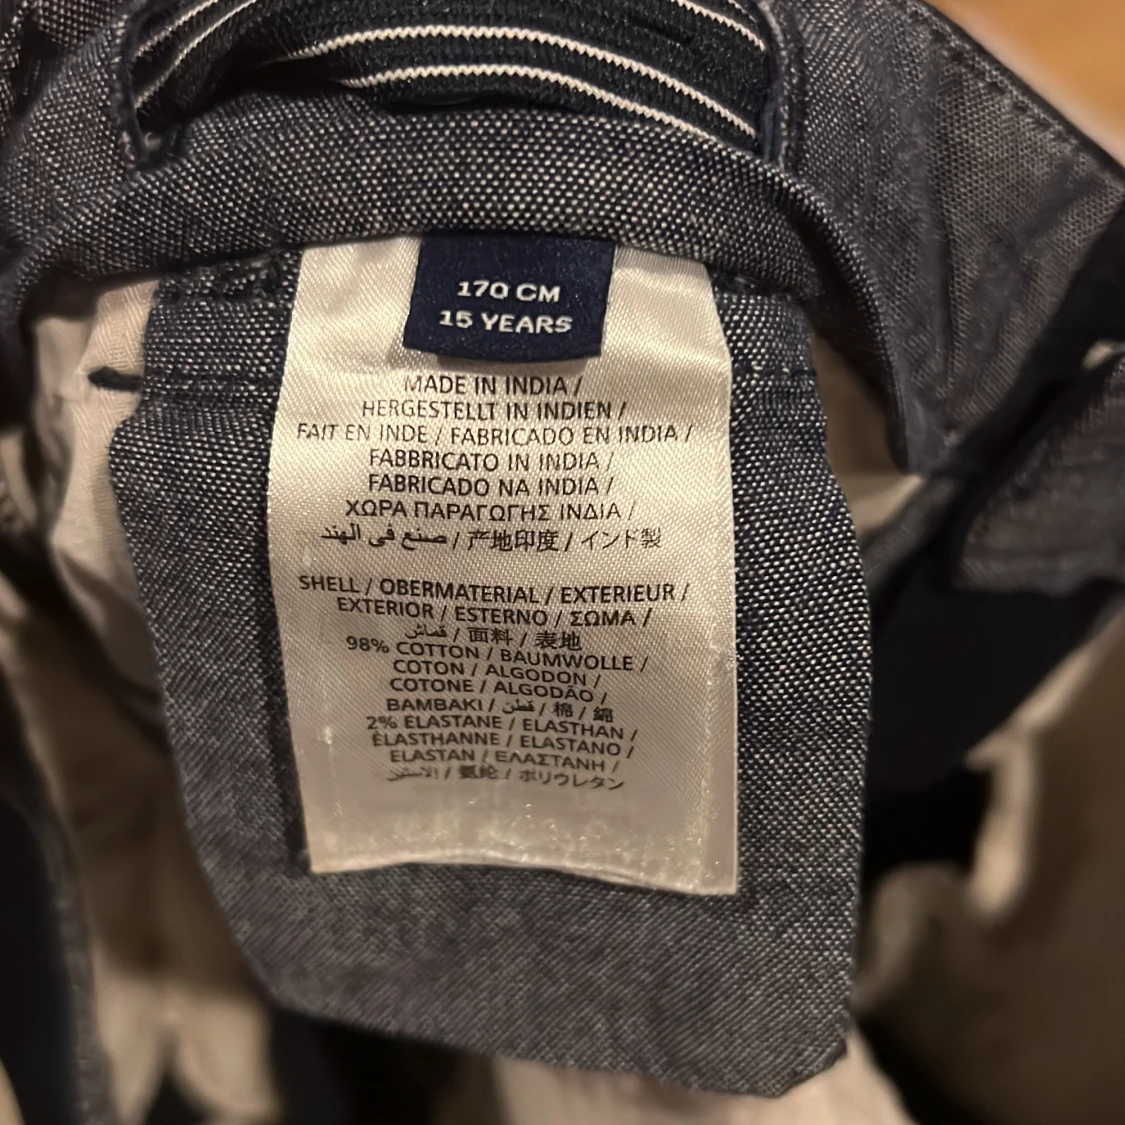 170 CM
15 YEARS
MADE IN INDIA /
HERGESTELLT IN INDIEN /
FAIT EN INDE / FABRICADO EN INDIA /
FABBRICATO IN INDIA /
FABRICADO NA INDIA /
ΧΩΡΑ ΠΑΡΑΓΩΓΗΣ ΙΝΔΙΑ /
صنع في الهند / 产地印度 / インド製
SHELL / OBERMATERIAL / EXTERIEUR /
EXTERIOR / ESTERNO / ΣΩΜΑ /
قماش / 面料 / 表地
98% COTTON / BAUMWOLLE /
COTON / ALGODON /
COTONE / ALGODÃO /
BAMBAKI / قطن / 棉 / 綿
2% ELASTANE / ELASTHAN /
ÉLASTHANNE / ELASTANO /
ELASTAN / ΕΛΑΣΤΑΝΗ /
الاستين / 氨纶 / ポリウレタン